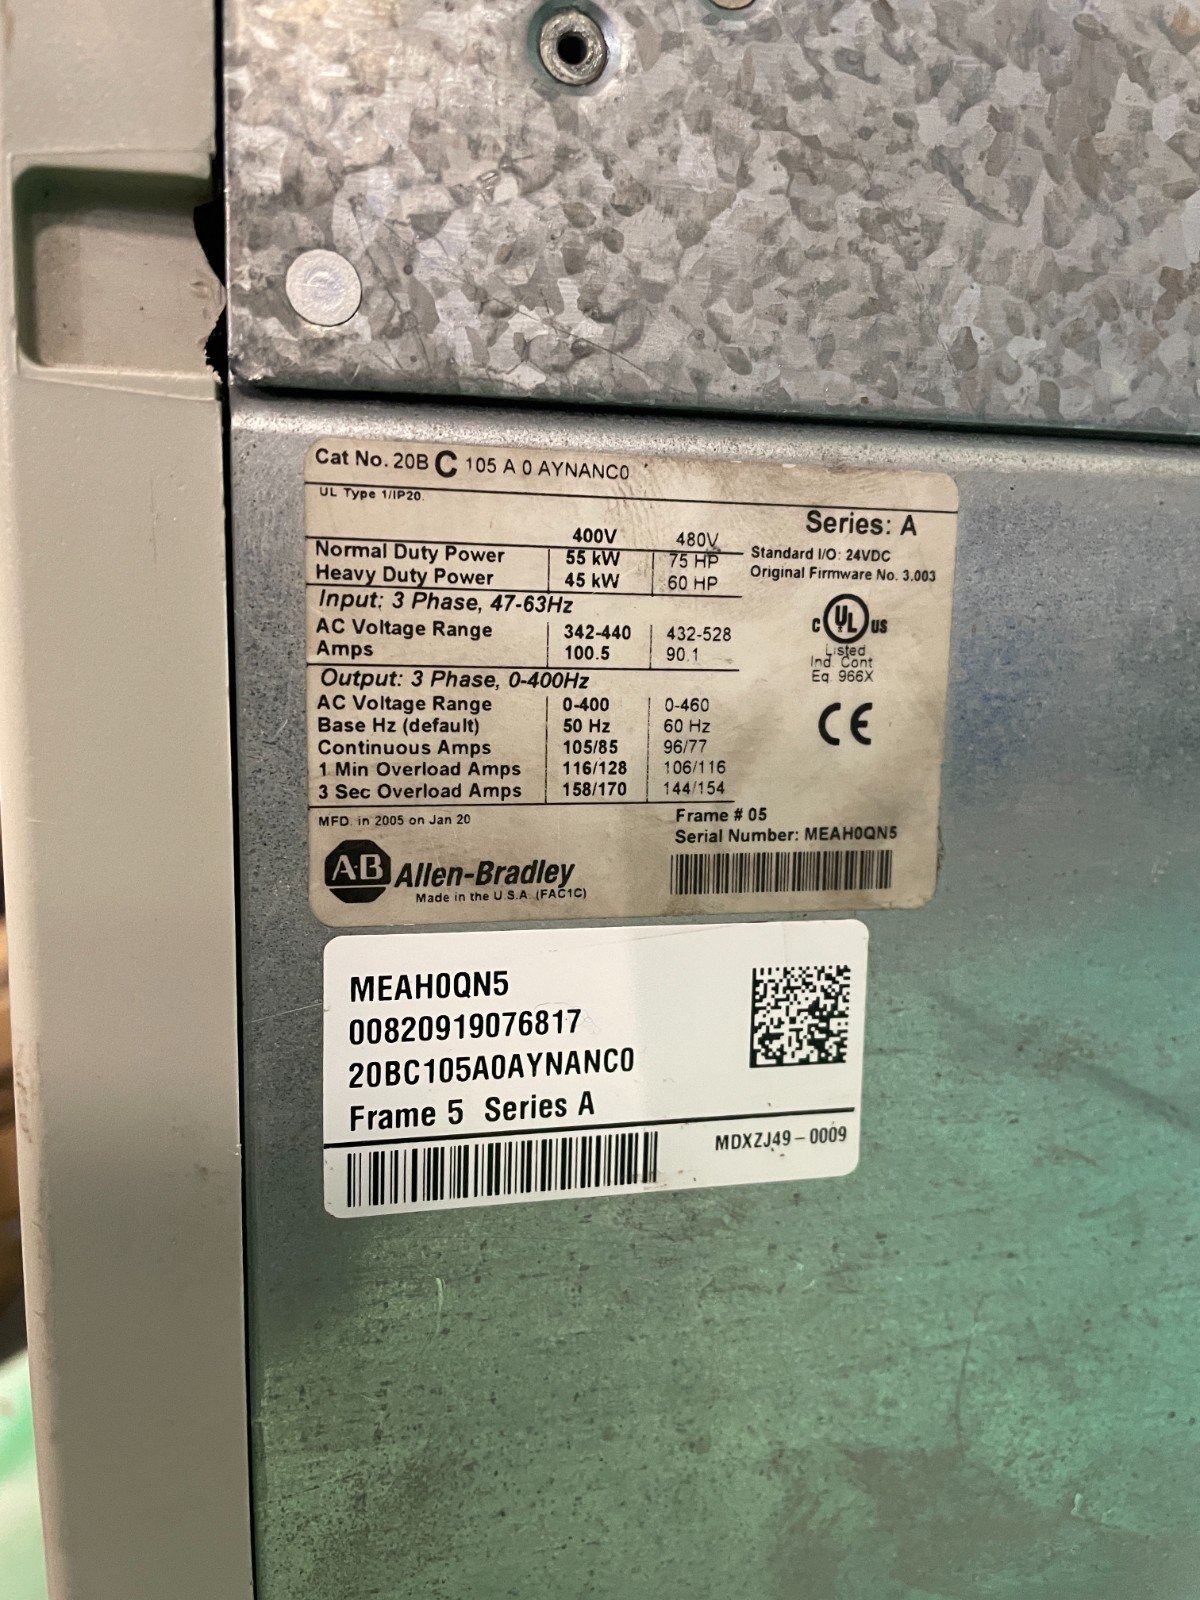 Cat No. 20B C 105 A 0 AYNANC0
UL Type 1/IP20.
Series: A
400V 480V
Standard I/O: 24VDC
Original Firmware No. 3.003
Normal Duty Power 55 kW 75 HP
Heavy Duty Power 45 kW 60 HP
Input: 3 Phase, 47-63Hz
AC Voltage Range 342-440 432-528
Amps 100.5 90.1
C UL US
Listed
Ind. Cont
Eq. 966X
Output: 3 Phase, 0-400Hz
AC Voltage Range 0-400 0-460
Base Hz (default) 50 Hz 60 Hz
Continuous Amps 105/85 96/77
1 Min Overload Amps 116/128 106/116
3 Sec Overload Amps 158/170 144/154
CE
MFD. in 2005 on Jan 20
Frame # 05
Serial Number: MEAH0QN5
A-B Allen-Bradley
Made in the U.S.A. (FAC1C)
MEAH0QN5
00820919076817
20BC105A0AYNANC0
Frame 5 Series A
MDXZJ49-0009